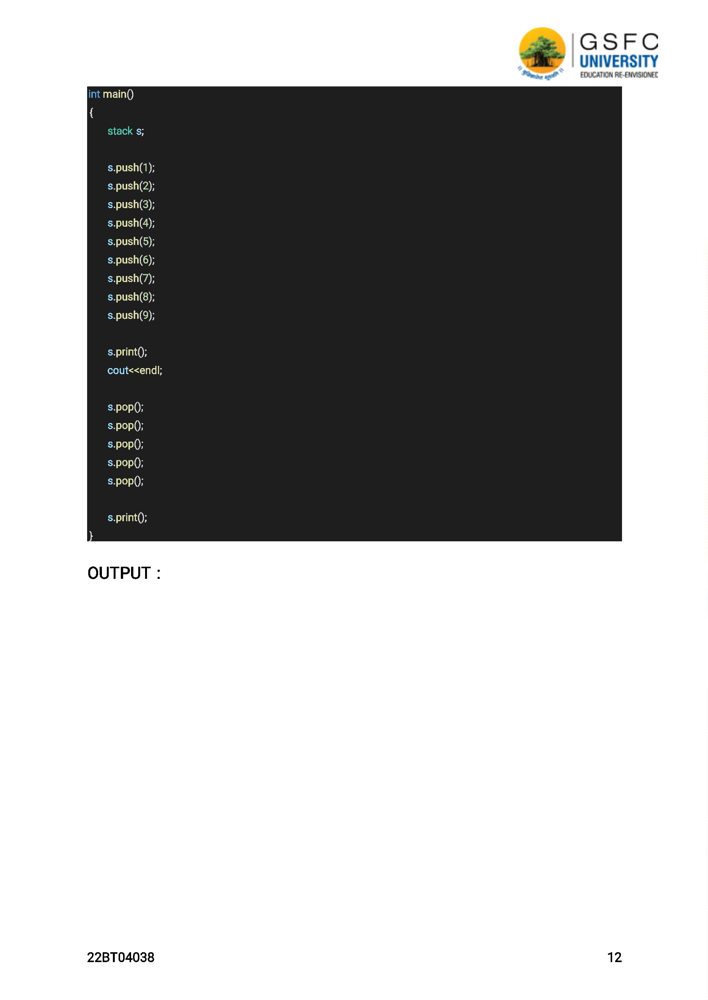 GSFC
UNIVERSITY
EDUCATION RE-ENVISIONED
int main()
{
stack s;
s.push(1);
s.push(2);
s.push(3);
s.push(4);
s.push(5);
s.push(6);
s.push(7);
s.push(8);
s.push(9);
s.print();
cout<<endl;
s.pop();
s.pop();
s.pop();
s.pop();
s.pop();
s.print();
}
OUTPUT :
22BT04038 12